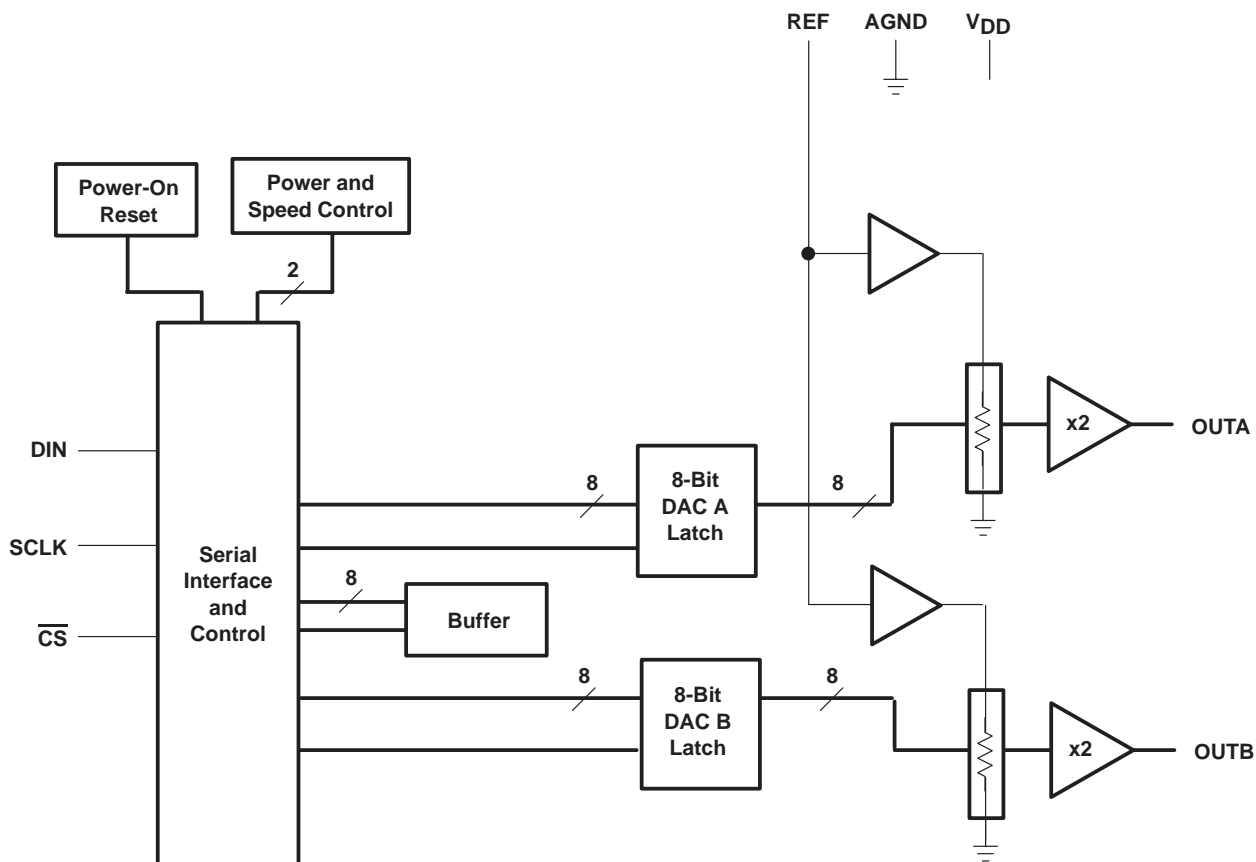 REF AGND VDD
Power-On
Reset
Power and
Speed Control
2
x2
OUTA
DIN
8
8-Bit
DAC A
Latch
8
SCLK
Serial
Interface
and
Control
8
Buffer
CS
8
8-Bit
DAC B
Latch
8
x2
OUTB